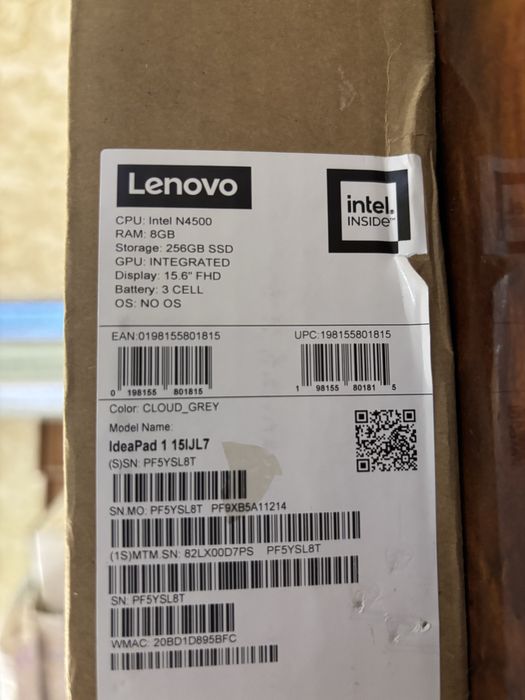 Lenovo
intel.
INSIDE™
CPU: Intel N4500
RAM: 8GB
Storage: 256GB SSD
GPU: INTEGRATED
Display: 15.6" FHD
Battery: 3 CELL
OS: NO OS
EAN:0198155801815
UPC:198155801815
0 198155 801815
1 98155 80181 5
Color: CLOUD_GREY
Model Name:
IdeaPad 1 15IJL7
(S)SN: PF5YSL8T
SN.MO: PF5YSL8T PF9XB5A11214
(1S)MTM.SN: 82LX00D7PS PF5YSL8T
SN: PF5YSL8T
WMAC: 20BD1D895BFC